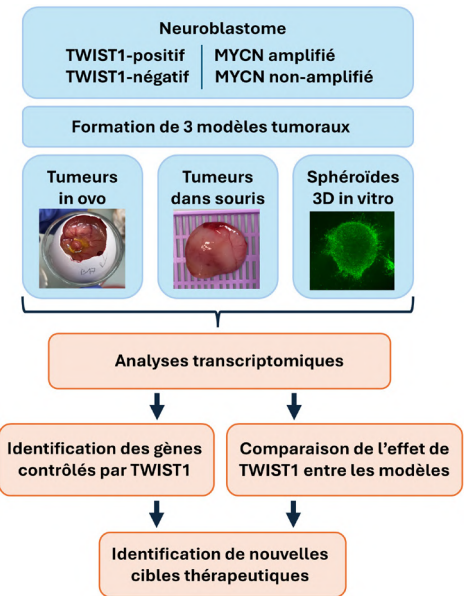 Neuroblastome
TWIST1-positif
TWIST1-négatif
MYCN amplifié
MYCN non-amplifié
Formation de 3 modèles tumoraux
Tumeurs
in ovo
Tumeurs
dans souris
Sphéroïdes
3D in vitro
Analyses transcriptomiques
Identification des gènes
contrôlés par TWIST1
Comparaison de l'effet de
TWIST1 entre les modèles
Identification de nouvelles
cibles thérapeutiques